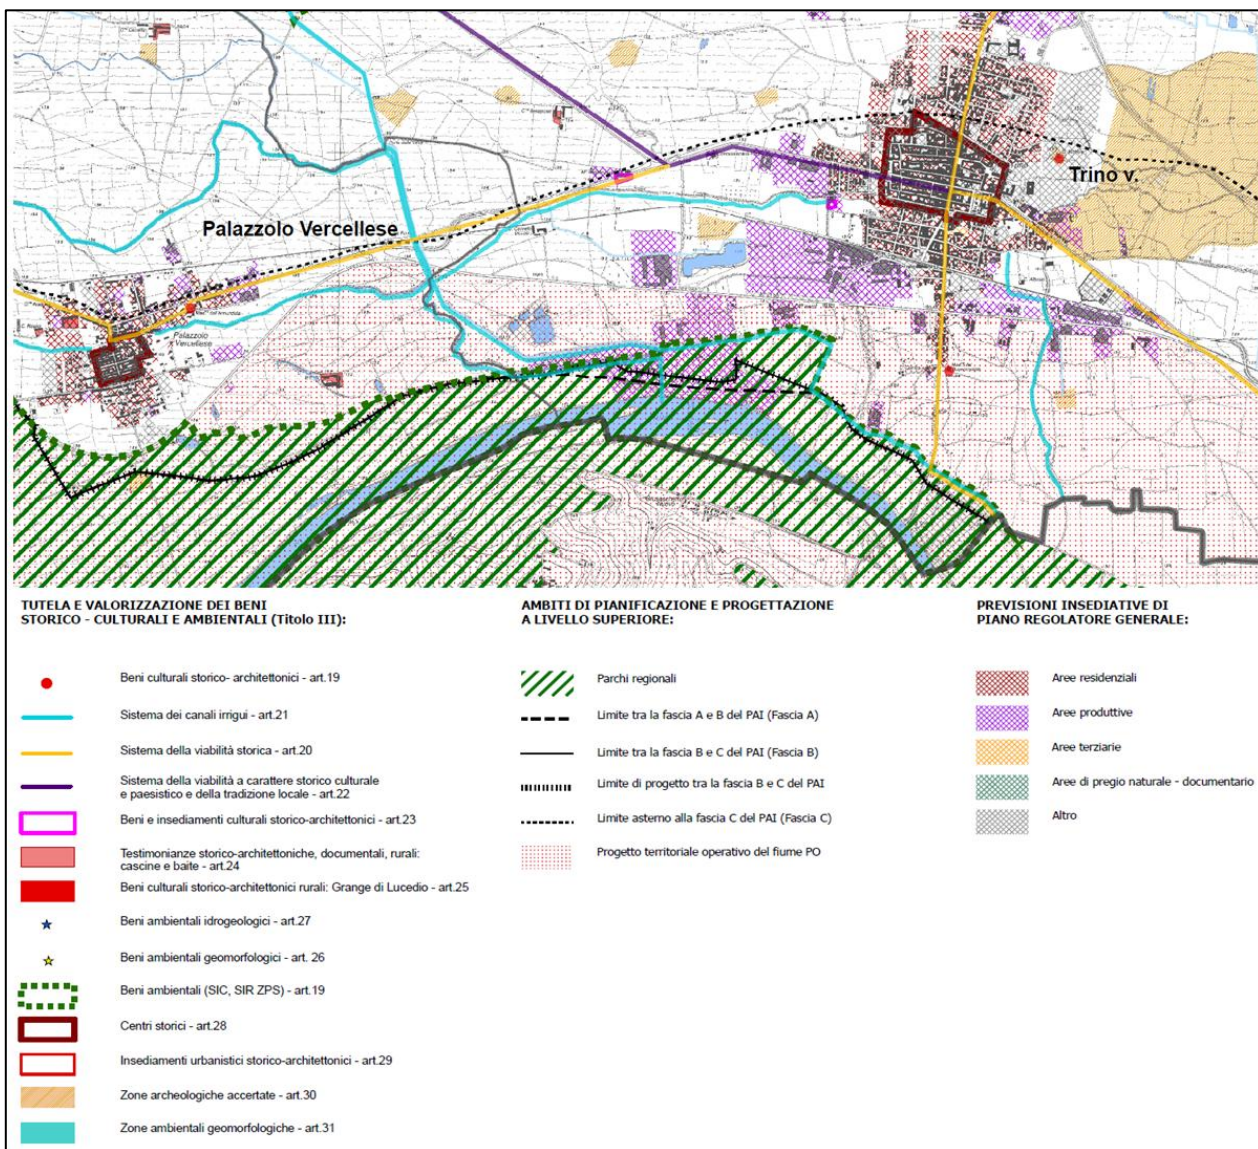 Trino v.
Palazzolo Vercellese
Palazzolo
Vercellese
TUTELA E VALORIZZAZIONE DEI BENI
STORICO - CULTURALI E AMBIENTALI (Titolo III):
Beni culturali storico- architettonici - art.19
Sistema dei canali irrigui - art.21
Sistema della viabilità storica - art.20
Sistema della viabilità a carattere storico culturale
e paesistico e della tradizione locale - art.22
Beni e insediamenti culturali storico-architettonici - art.23
Testimonianze storico-architettoniche, documentali, rurali:
cascine e baite - art.24
Beni culturali storico-architettonici rurali: Grange di Lucedio - art.25
Beni ambientali idrogeologici - art.27
Beni ambientali geomorfologici - art. 26
Beni ambientali (SIC, SIR ZPS) - art.19
Centri storici - art.28
Insediamenti urbanistici storico-architettonici - art.29
Zone archeologiche accertate - art.30
Zone ambientali geomorfologiche - art.31
AMBITI DI PIANIFICAZIONE E PROGETTAZIONE
A LIVELLO SUPERIORE:
Parchi regionali
Limite tra la fascia A e B del PAI (Fascia A)
Limite tra la fascia B e C del PAI (Fascia B)
Limite di progetto tra la fascia B e C del PAI
Limite asterno alla fascia C del PAI (Fascia C)
Progetto territoriale operativo del fiume PO
PREVISIONI INSEDIATIVE DI
PIANO REGOLATORE GENERALE:
Aree residenziali
Aree produttive
Aree terziarie
Aree di pregio naturale - documentario
Altro